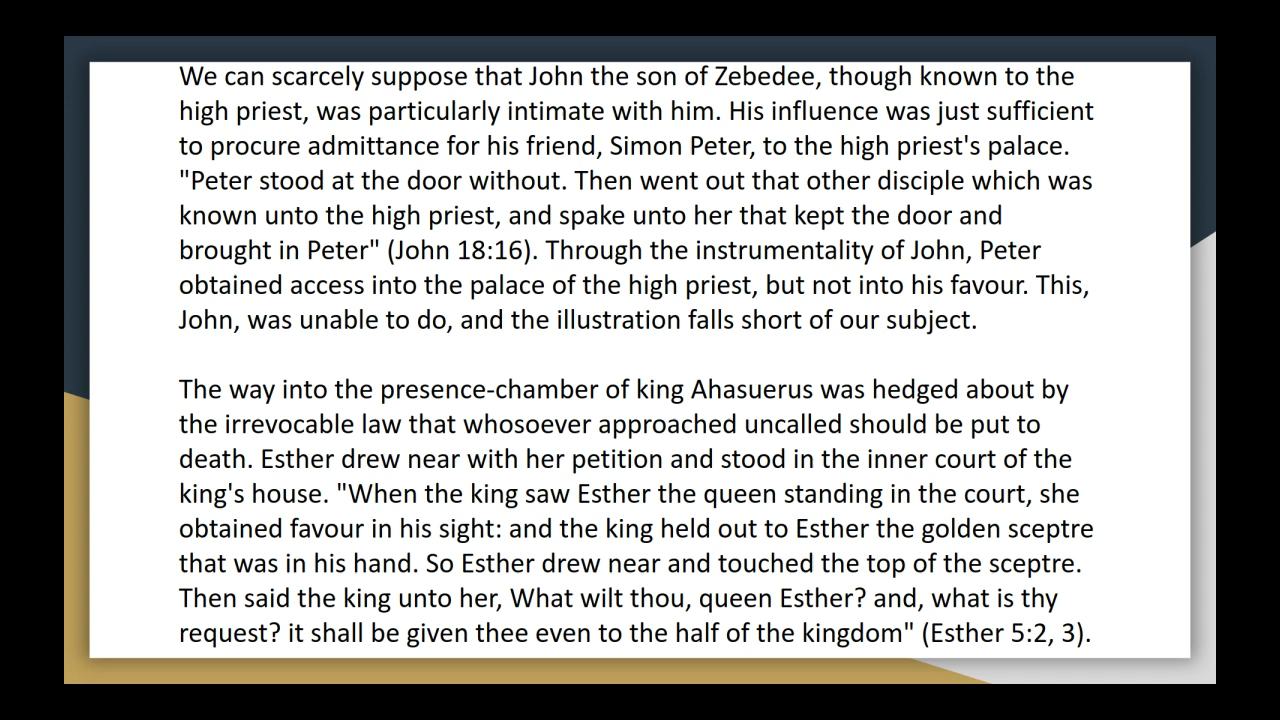 We can scarcely suppose that John the son of Zebedee, though known to the
high priest, was particularly intimate with him. His influence was just sufficient
to procure admittance for his friend, Simon Peter, to the high priest's palace.
"Peter stood at the door without. Then went out that other disciple which was
known unto the high priest, and spake unto her that kept the door and
brought in Peter" (John 18:16). Through the instrumentality of John, Peter
obtained access into the palace of the high priest, but not into his favour. This,
John, was unable to do, and the illustration falls short of our subject.

The way into the presence-chamber of king Ahasuerus was hedged about by
the irrevocable law that whosoever approached uncalled should be put to
death. Esther drew near with her petition and stood in the inner court of the
king's house. "When the king saw Esther the queen standing in the court, she
obtained favour in his sight: and the king held out to Esther the golden sceptre
that was in his hand. So Esther drew near and touched the top of the sceptre.
Then said the king unto her, What wilt thou, queen Esther? and, what is thy
request? it shall be given thee even to the half of the kingdom" (Esther 5:2, 3).